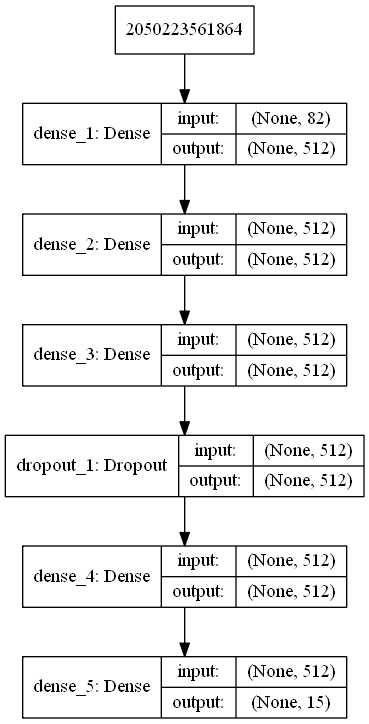 2050223561864
dense_1: Dense
input: (None, 82)
output: (None, 512)
dense_2: Dense
input: (None, 512)
output: (None, 512)
dense_3: Dense
input: (None, 512)
output: (None, 512)
dropout_1: Dropout
input: (None, 512)
output: (None, 512)
dense_4: Dense
input: (None, 512)
output: (None, 512)
dense_5: Dense
input: (None, 512)
output: (None, 15)